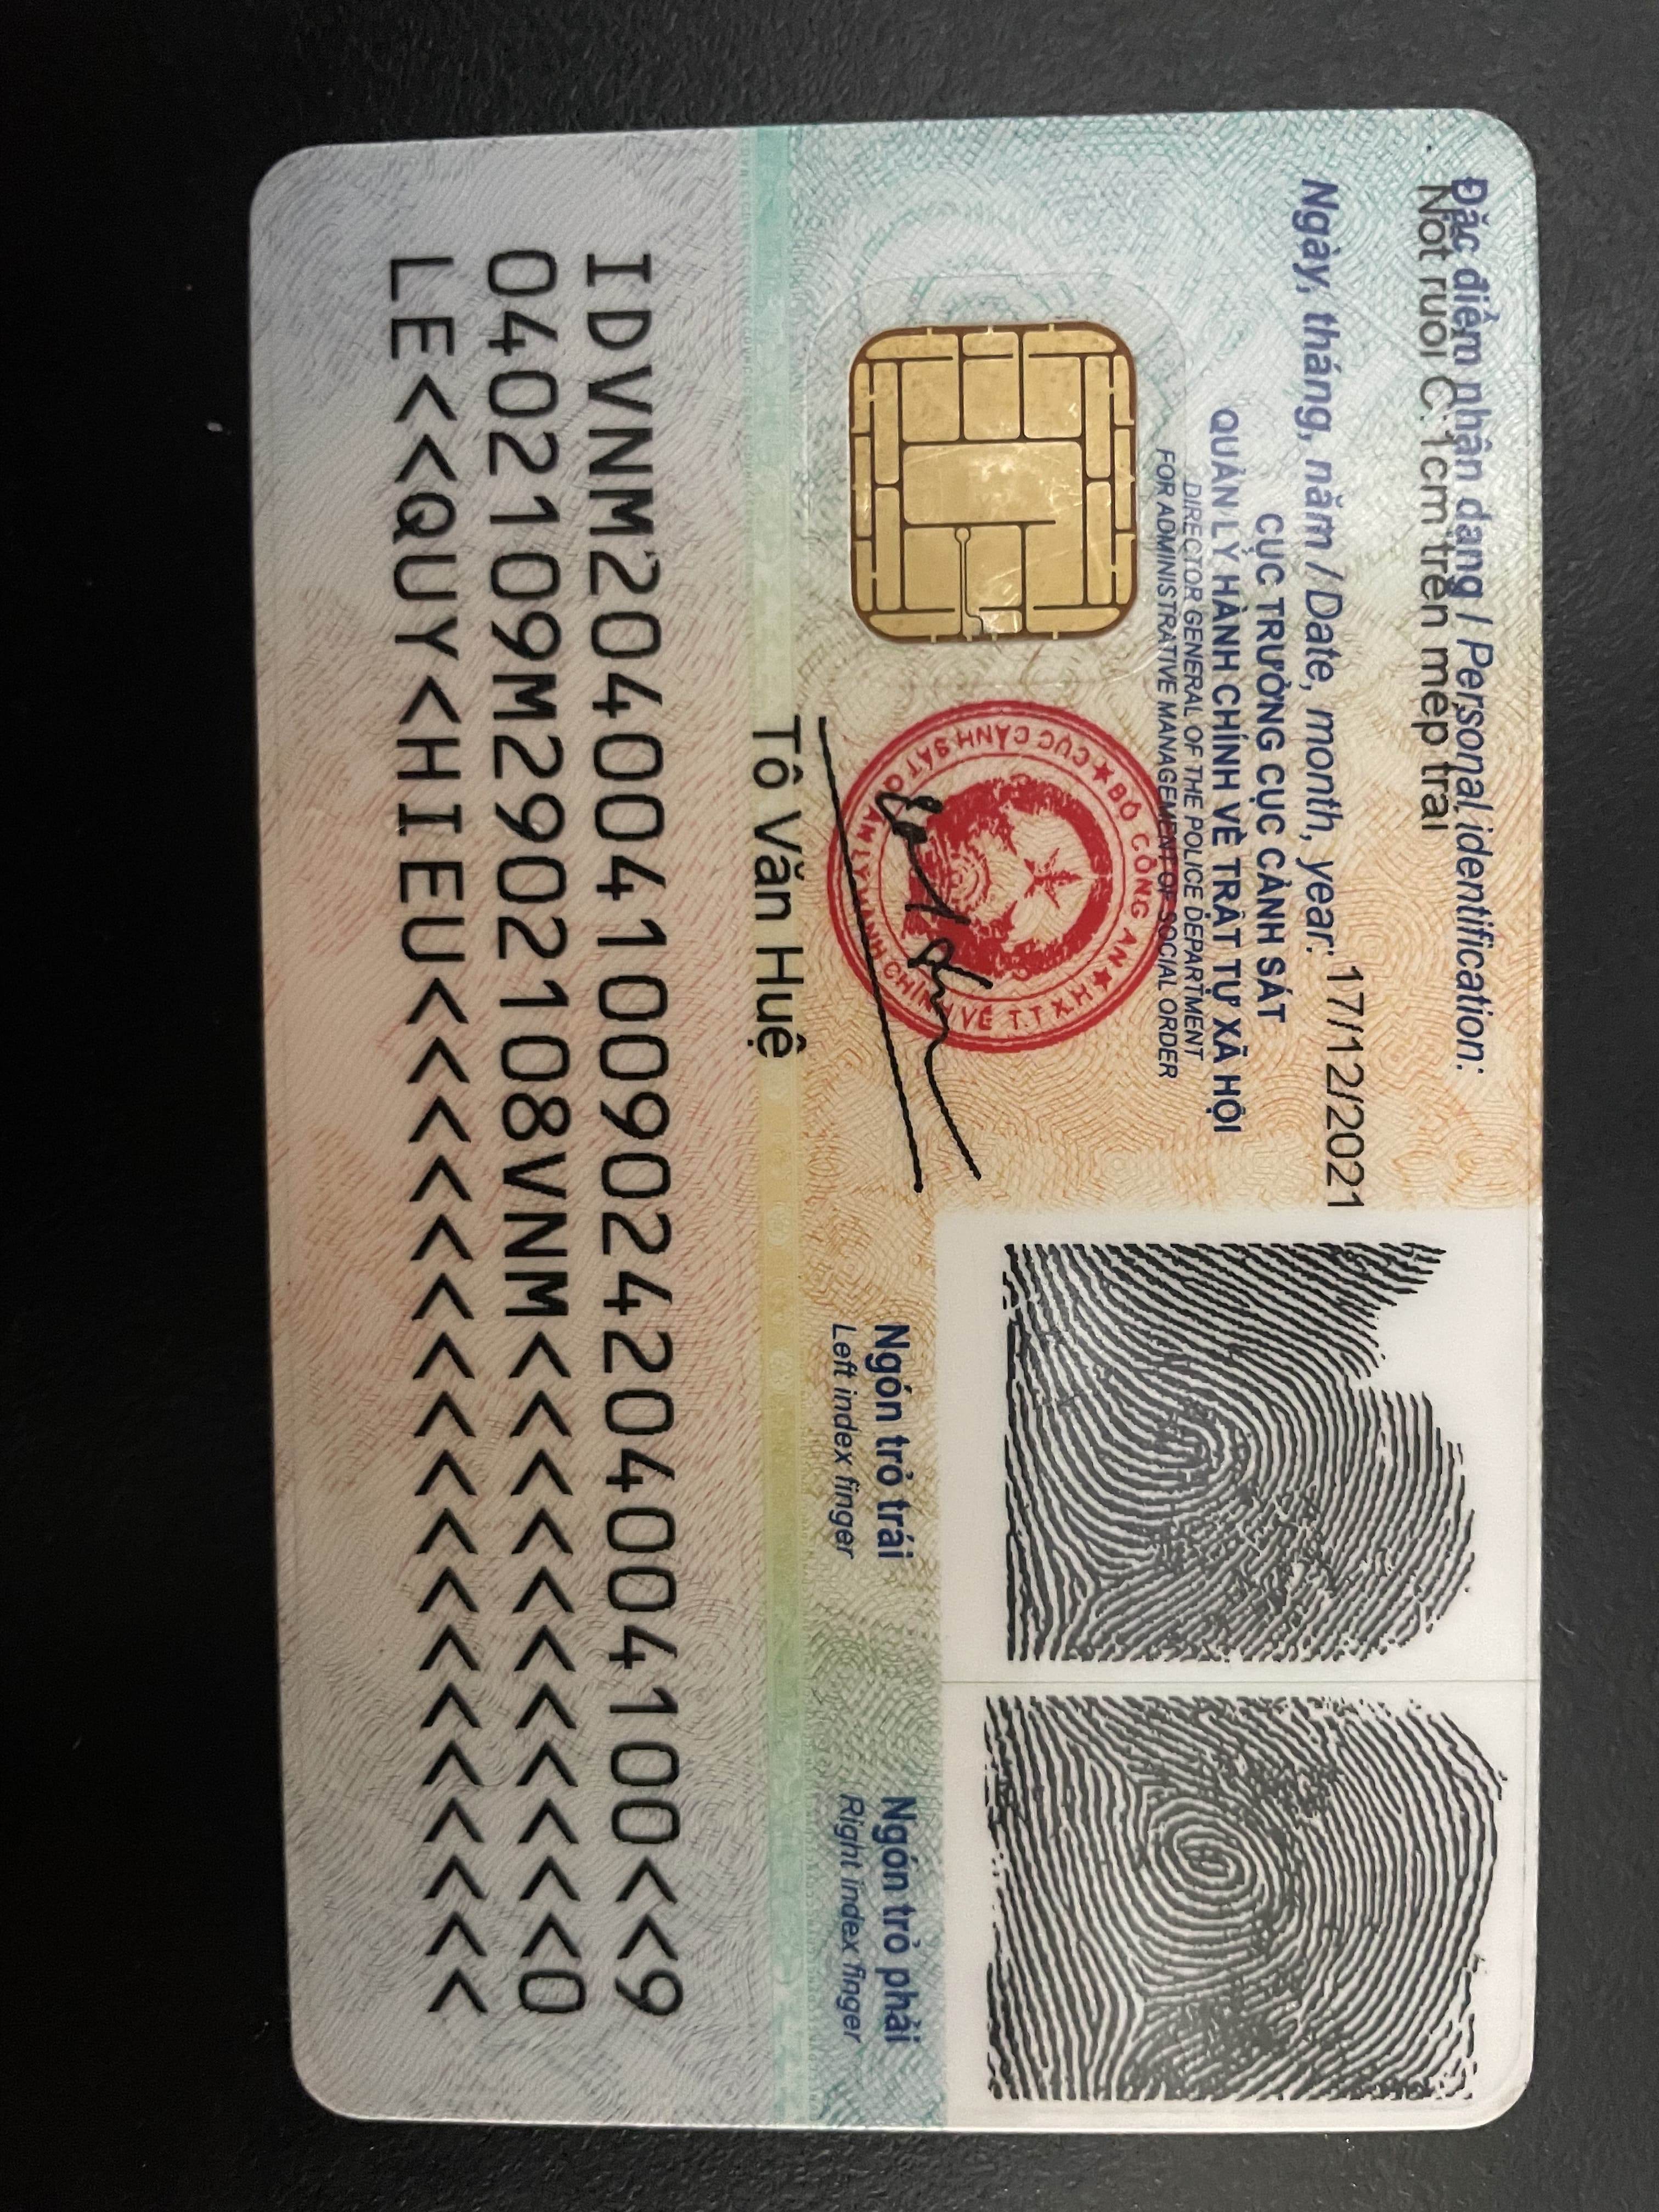 Đặc điểm nhân dạng / Personal identification:
Nốt ruồi C: 1cm trên mép trái
Ngày, tháng, năm / Date, month, year: 17/12/2021
CỤC TRƯỞNG CỤC CẢNH SÁT
QUẢN LÝ HÀNH CHÍNH VỀ TRẬT TỰ XÃ HỘI
DIRECTOR GENERAL OF THE POLICE DEPARTMENT
FOR ADMINISTRATIVE MANAGEMENT OF SOCIAL ORDER
★ BỘ CÔNG AN ★
CỤC CẢNH SÁT QUẢN LÝ HÀNH CHÍNH VỀ T.T X.H
Tô Văn Huệ
Ngón trỏ trái
Left index finger
Ngón trỏ phải
Right index finger
IDVNM2040041009024204004100<<9
0402109M2902108VNM<<<<<<<<<<<0
LE<<QUY<HIEU<<<<<<<<<<<<<<<<<<